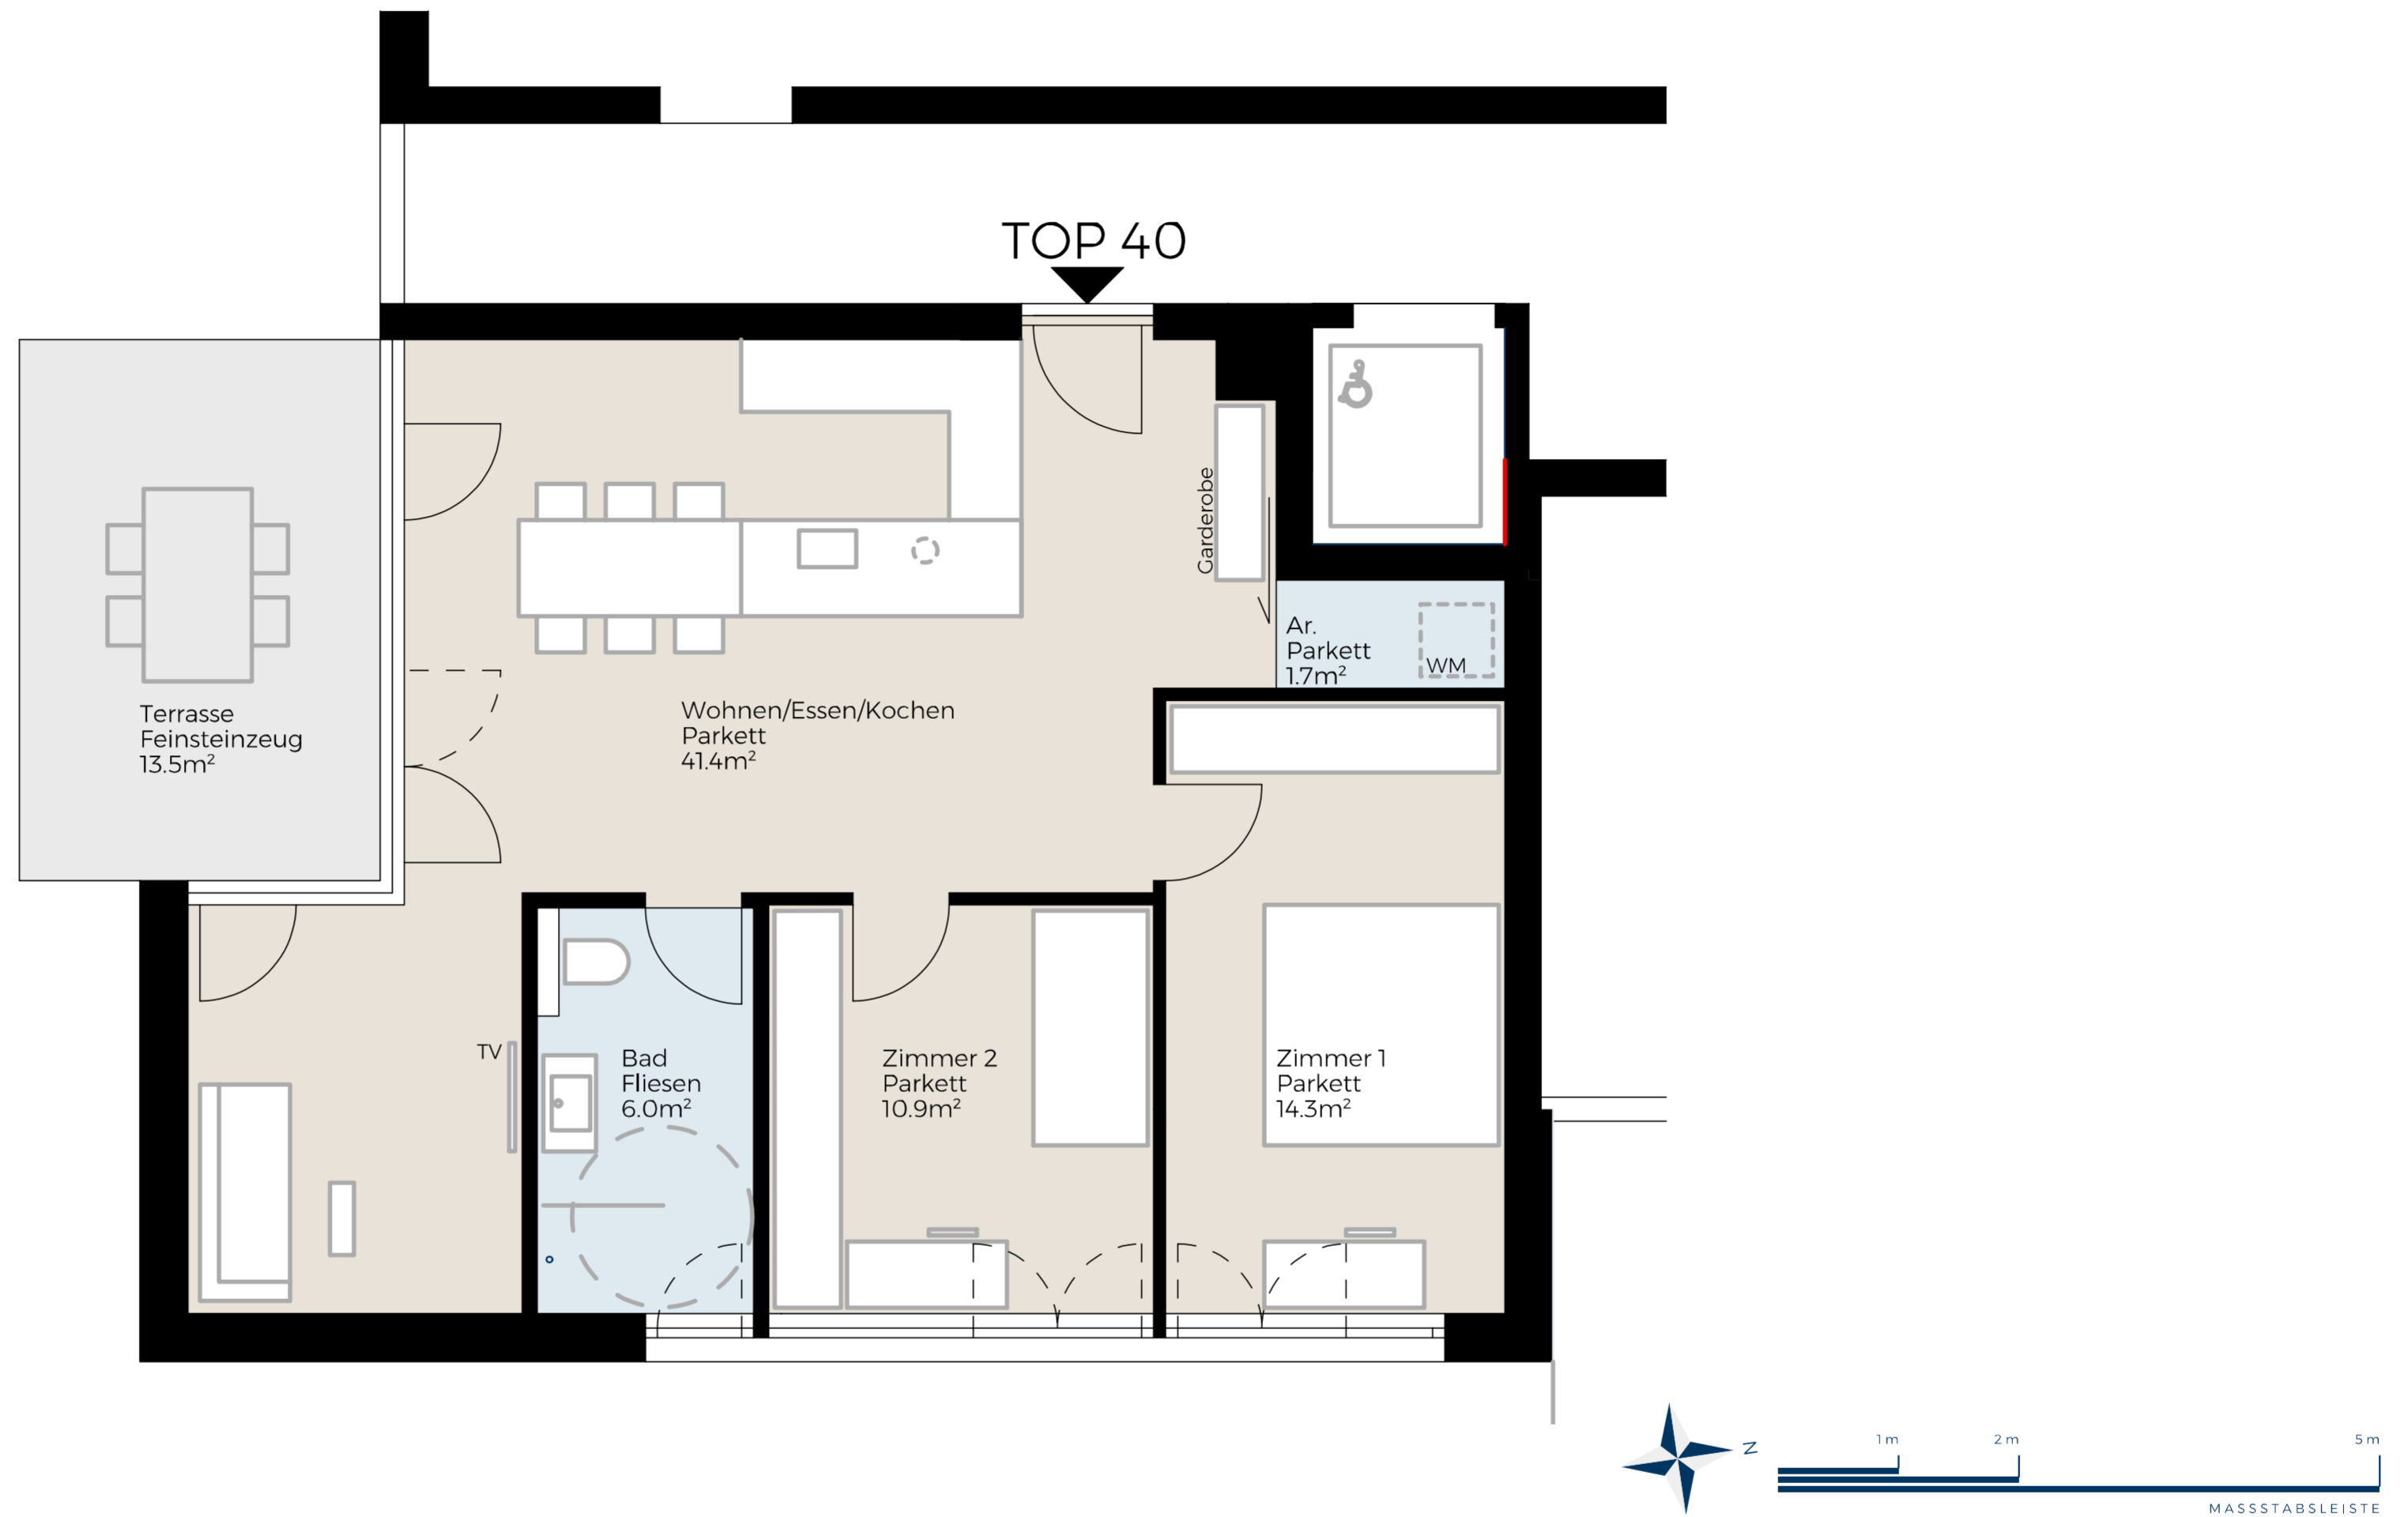 TOP 40
Garderobe
Ar.
Parkett
1.7m²
WM
Terrasse
Feinsteinzeug
13.5m²
Wohnen/Essen/Kochen
Parkett
41.4m²
TV
Bad
Fliesen
6.0m²
Zimmer 2
Parkett
10.9m²
Zimmer 1
Parkett
14.3m²
N
1 m
2 m
5 m
MASSSTABSLEISTE